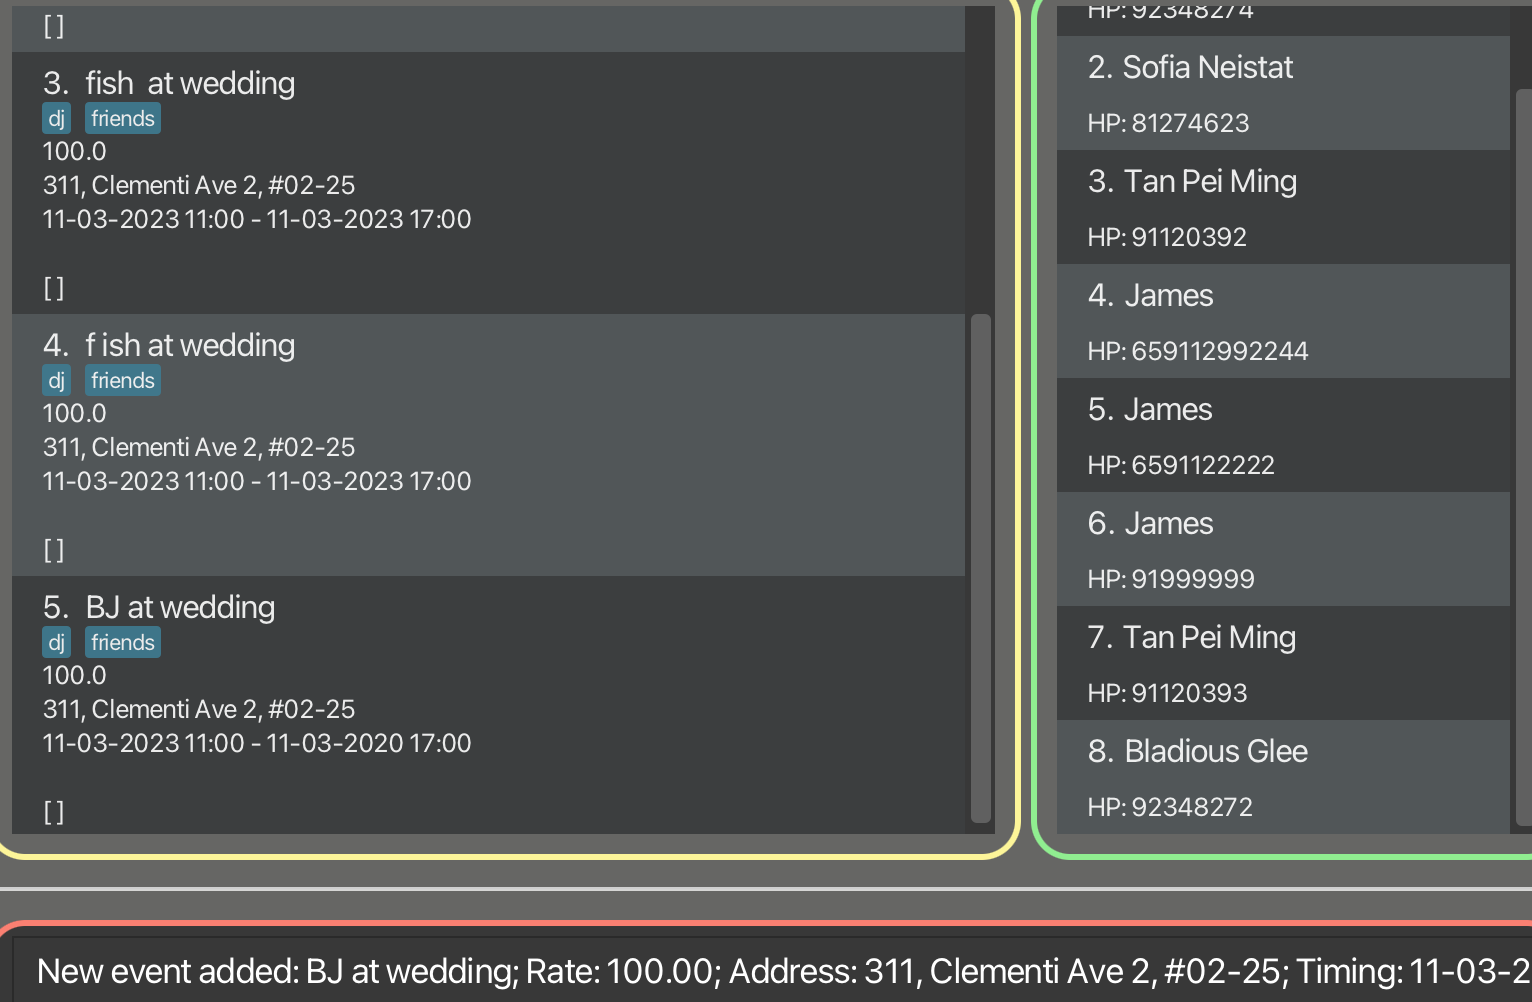 []
3. fish  at wedding
dj friends
100.0
311, Clementi Ave 2, #02-25
11-03-2023 11:00 - 11-03-2023 17:00
[]
4. f ish at wedding
dj friends
100.0
311, Clementi Ave 2, #02-25
11-03-2023 11:00 - 11-03-2023 17:00
[]
5. BJ at wedding
dj friends
100.0
311, Clementi Ave 2, #02-25
11-03-2023 11:00 - 11-03-2020 17:00
[]
HP: 92348274
2. Sofia Neistat
HP: 81274623
3. Tan Pei Ming
HP: 91120392
4. James
HP: 659112992244
5. James
HP: 6591122222
6. James
HP: 91999999
7. Tan Pei Ming
HP: 91120393
8. Bladious Glee
HP: 92348272
New event added: BJ at wedding; Rate: 100.00; Address: 311, Clementi Ave 2, #02-25; Timing: 11-03-2